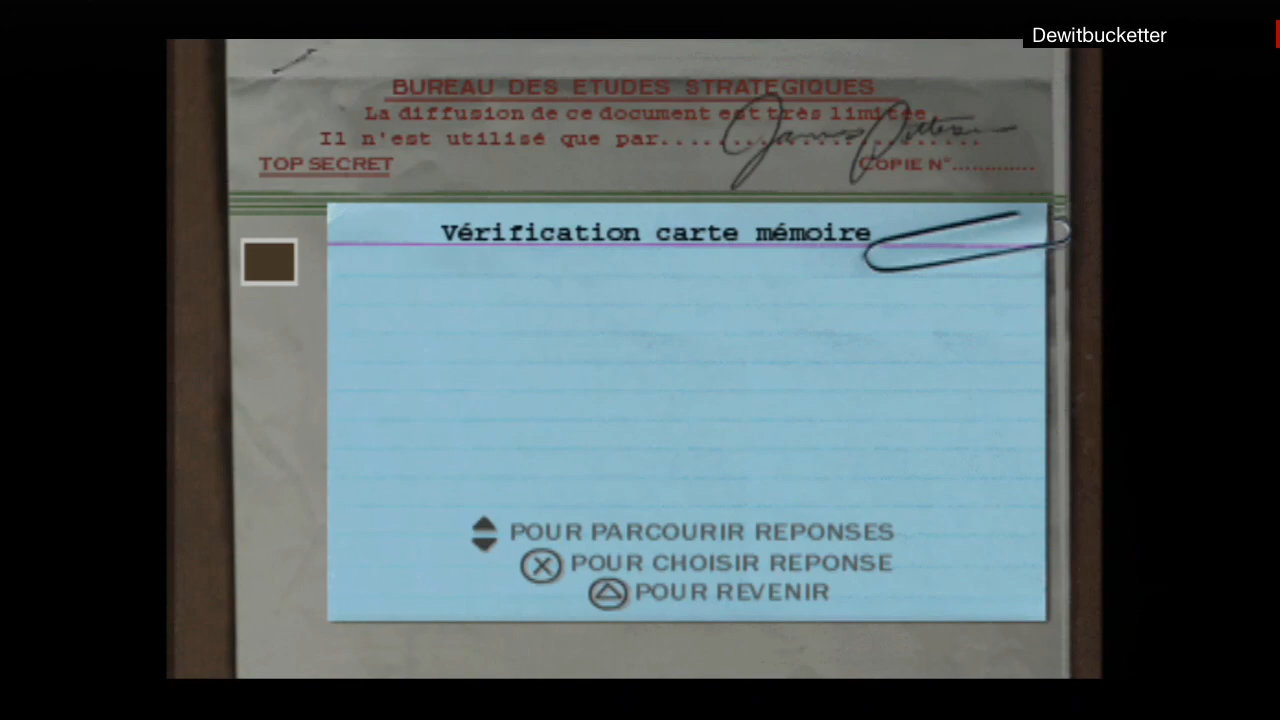 Dewitbucketter
BUREAU DES ETUDES STRATEGIQUES
La diffusion de ce document est très limitée
Il n'est utilisé que par....................
TOP SECRET
COPIE N°............
Vérification carte mémoire
POUR PARCOURIR REPONSES
POUR CHOISIR REPONSE
POUR REVENIR